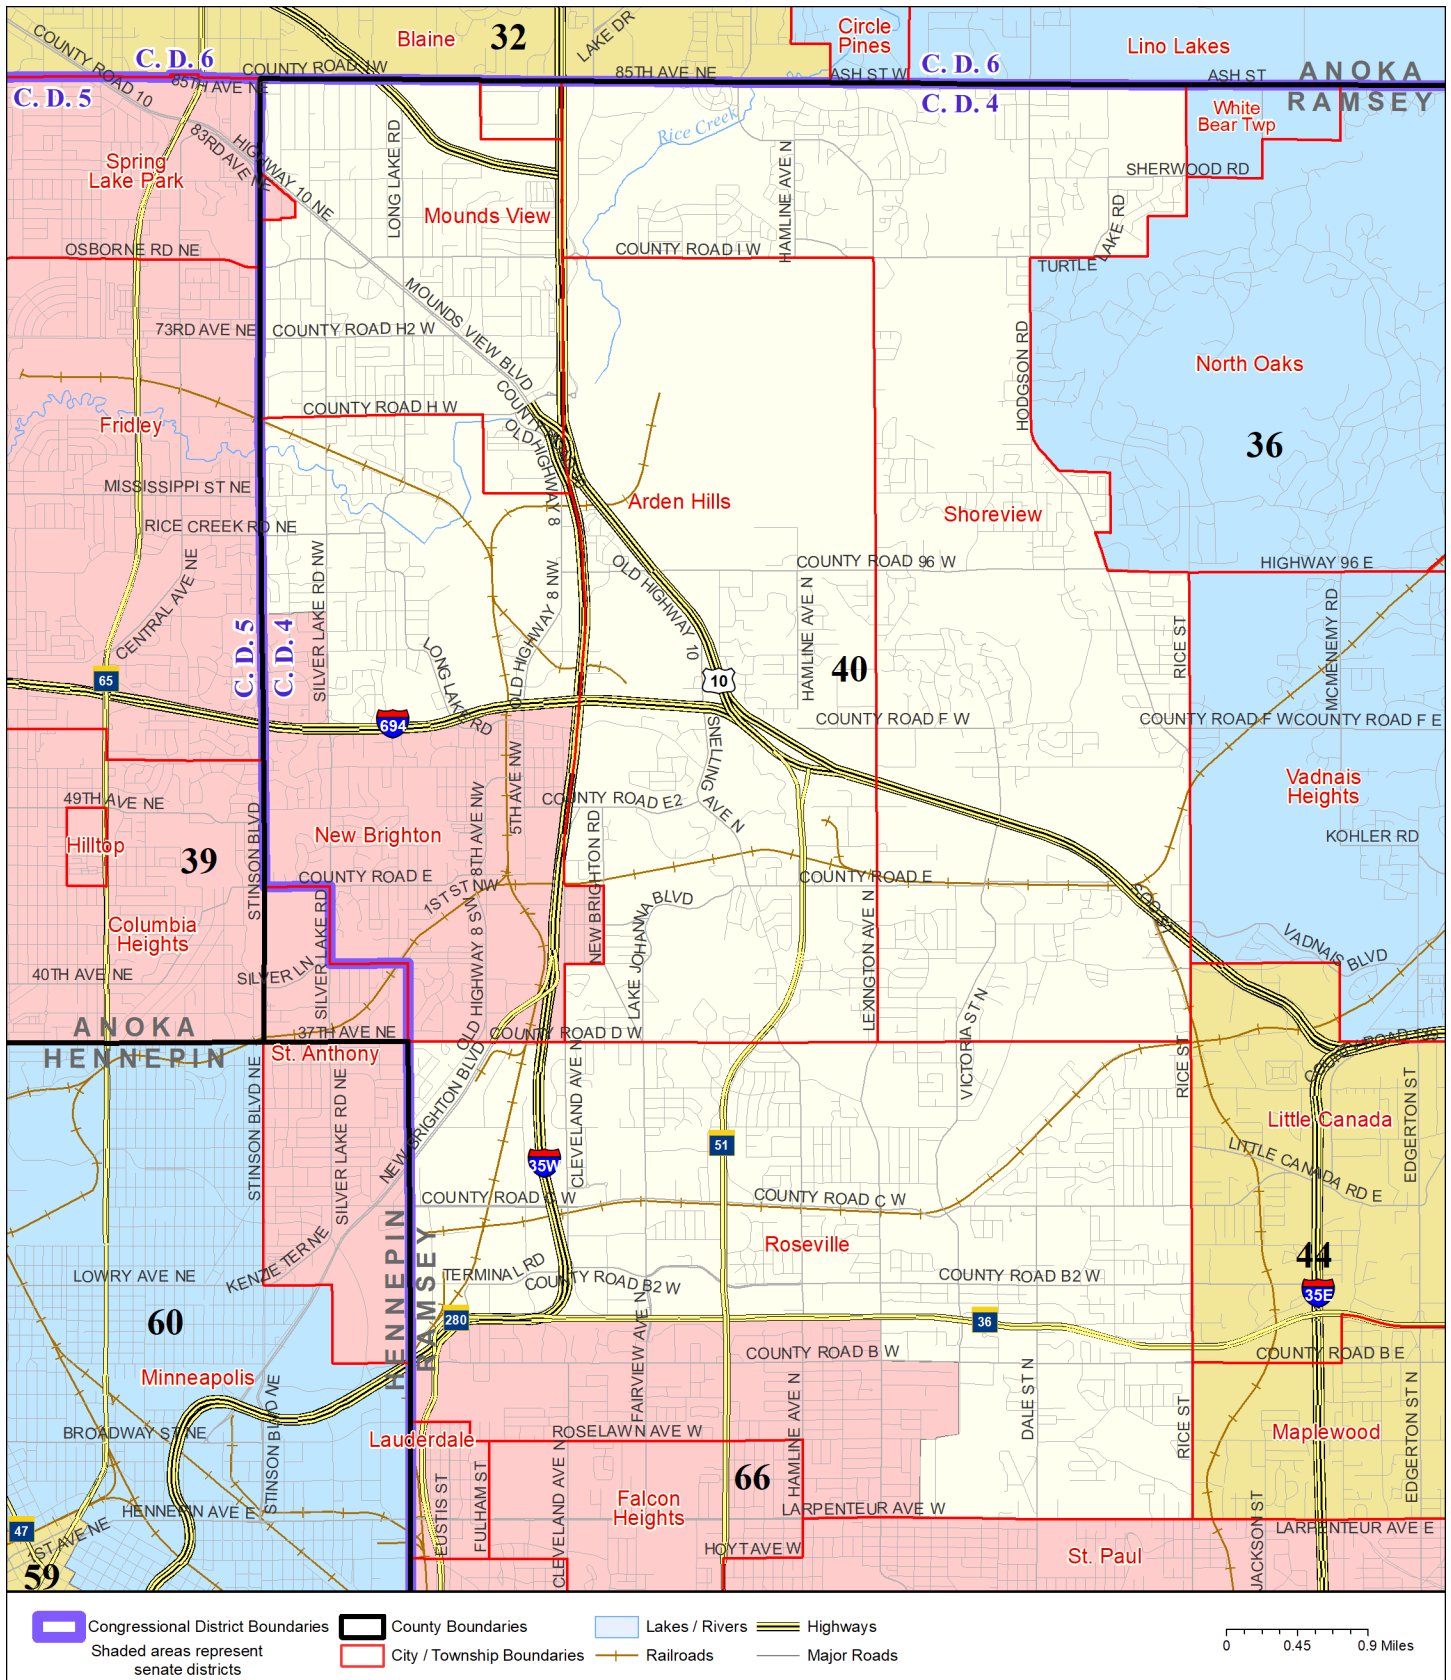 COUNTY ROAD 10
Blaine
32
LAKE DR
Circle
Pines
Lino Lakes
C. D. 6
COUNTY ROAD J W
85TH AVE NE
85TH AVE NE
ASH ST W
C. D. 6
ASH ST
ANOKA
C. D. 5
C. D. 4
RAMSEY
White
Bear Twp
Rice Creek
83RD AVE NE
HIGHWAY 10 NE
LONG LAKE RD
HAMLINE AVE N
SHERWOOD RD
Spring
Lake Park
Mounds View
LAKE RD
OSBORNE RD NE
COUNTY ROAD I W
TURTLE
MOUNDS VIEW BLVD
73RD AVE NE
COUNTY ROAD H2 W
HODGSON RD
North Oaks
COUNTY ROAD H W
Fridley
OLD HIGHWAY 8
36
MISSISSIPPI ST NE
Arden Hills
Shoreview
RICE CREEK RD NE
CENTRAL AVE NE
SILVER LAKE RD NW
OLD HIGHWAY 8 NW
OLD HIGHWAY 10
COUNTY ROAD 96 W
HIGHWAY 96 E
HAMLINE AVE N
RICE ST
MCMENEMY RD
C. D. 5
C. D. 4
LONG LAKE RD
40
65
10
694
SNELLING AVE N
COUNTY ROAD F W
COUNTY ROAD F W
COUNTY ROAD F E
5TH AVE NW
Vadnais
Heights
49TH AVE NE
STINSON BLVD
8TH AVE NW
COUNTY ROAD E2
NEW BRIGHTON RD
Hilltop
New Brighton
KOHLER RD
39
COUNTY ROAD E
1ST ST NW
COUNTY ROAD E
SOO ST
Columbia
Heights
SILVER LAKE RD
OLD HIGHWAY 8 SW
LAKE JOHANNA BLVD
LEXINGTON AVE N
VADNAIS BLVD
40TH AVE NE
SILVER LN
VICTORIA ST N
ANOKA
HENNEPIN
37TH AVE NE
COUNTY ROAD D W
St. Anthony
RICE ST
STINSON BLVD NE
SILVER LAKE RD NE
NEW BRIGHTON BLVD
CLEVELAND AVE N
Little Canada
EDGERTON ST
51
35W
LITTLE CANADA RD E
COUNTY ROAD C W
COUNTY ROAD C W
HENNEPIN
RAMSEY
Roseville
KENZIE TER NE
TERMINAL RD
44
LOWRY AVE NE
COUNTY ROAD B2 W
COUNTY ROAD B2 W
35E
60
280
36
FAIRVIEW AVE N
COUNTY ROAD B W
COUNTY ROAD B E
Minneapolis
STINSON BLVD NE
HAMLINE AVE N
DALE ST N
RICE ST
EDGERTON ST N
BROADWAY ST NE
ROSELAWN AVE W
Lauderdale
Maplewood
EUSTIS ST
FULHAM ST
CLEVELAND AVE N
66
Falcon
Heights
HENNEPIN AVE E
LARPENTEUR AVE W
47
1ST AVE NE
JACKSON ST
LARPENTEUR AVE E
HOYT AVE W
St. Paul
59
Congressional District Boundaries
County Boundaries
Lakes / Rivers
Highways
Shaded areas represent
senate districts
City / Township Boundaries
Railroads
Major Roads
0 0.45 0.9 Miles